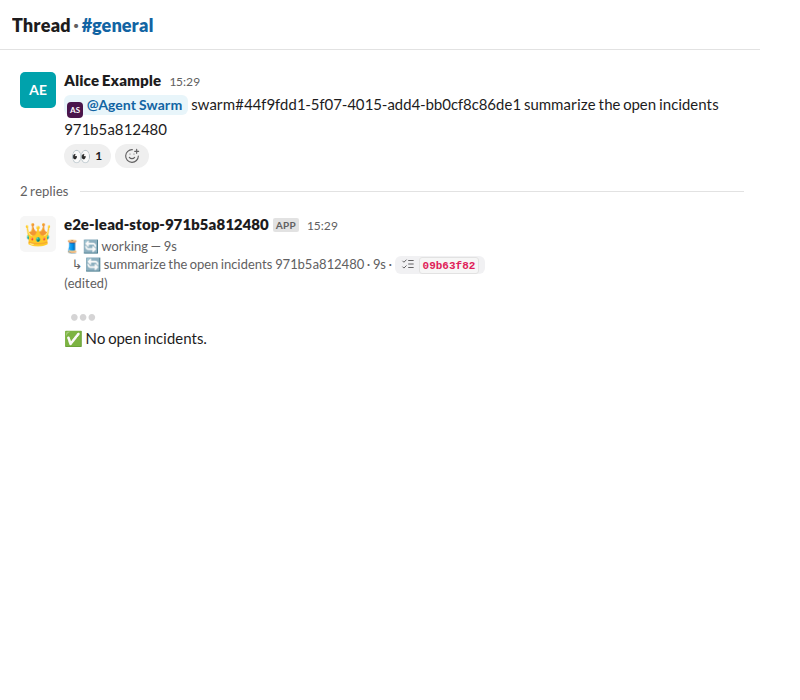 Thread • #general
AE
Alice Example 15:29
AS @Agent Swarm swarm#44f9fdd1-5f07-4015-add4-bb0cf8c86de1 summarize the open incidents
971b5a812480
👀 1
2 replies
e2e-lead-stop-971b5a812480 APP 15:29
🧵 🔄 working — 9s
↳ 🔄 summarize the open incidents 971b5a812480 · 9s · 09b63f82
(edited)
✅ No open incidents.